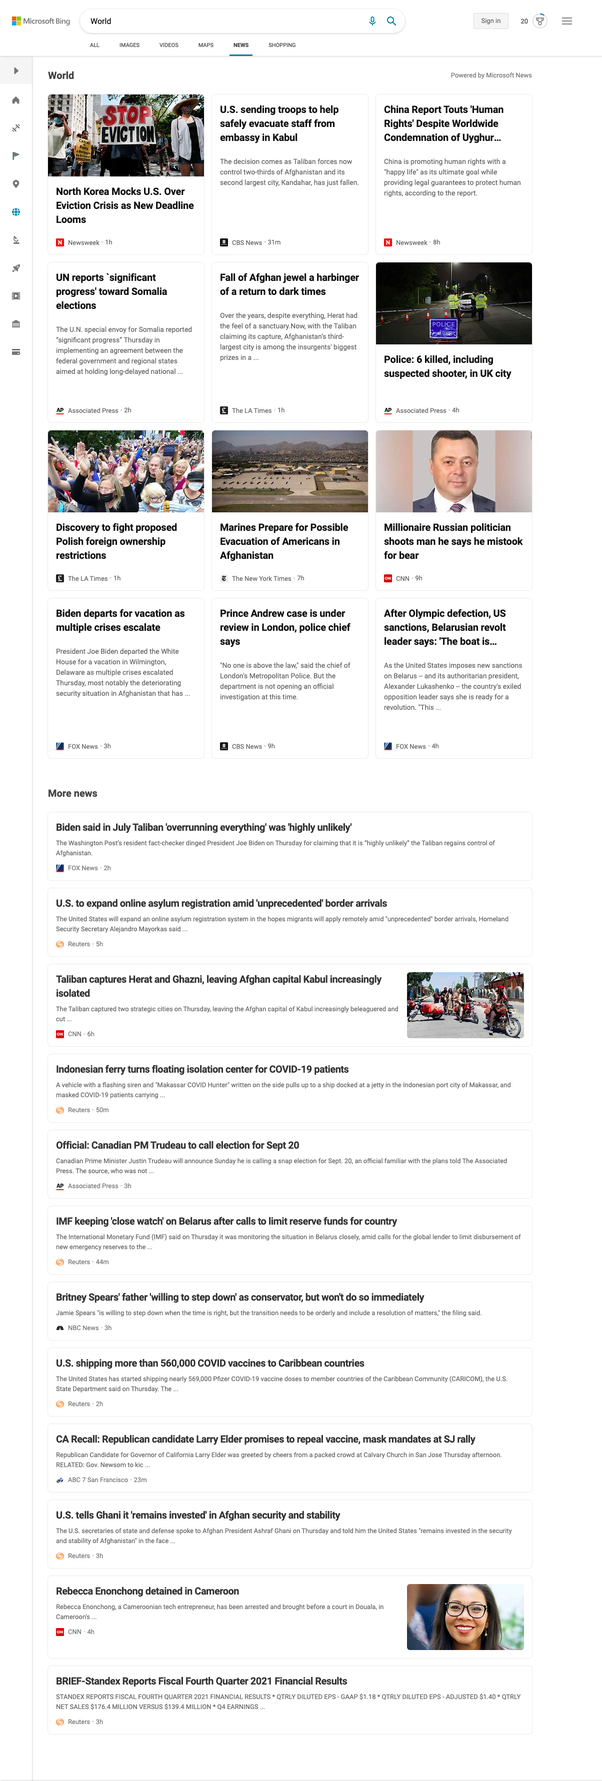 Microsoft Bing
World
Sign in
20
ALL
IMAGES
VIDEOS
MAPS
NEWS
SHOPPING
World
Powered by Microsoft News
STOP
EVICTION
North Korea Mocks U.S. Over
Eviction Crisis as New Deadline
Looms
Newsweek · 1h
U.S. sending troops to help
safely evacuate staff from
embassy in Kabul
The decision comes as Taliban forces now
control two-thirds of Afghanistan and its
second largest city, Kandahar, has just fallen.
CBS News · 31m
China Report Touts 'Human
Rights' Despite Worldwide
Condemnation of Uyghur...
China is promoting human rights with a
"happy life" as its ultimate goal while
providing legal guarantees to protect human
rights, according to the report.
Newsweek · 8h
UN reports `significant
progress' toward Somalia
elections
The U.N. special envoy for Somalia reported
"significant progress" Thursday in
implementing an agreement between the
federal government and regional states
aimed at holding long-delayed national ...
AP Associated Press · 2h
Fall of Afghan jewel a harbinger
of a return to dark times
Over the years, despite everything, Herat had
the feel of a sanctuary.Now, with the Taliban
claiming its capture, Afghanistan's third-
largest city is among the insurgents' biggest
prizes in a ...
The LA Times · 1h
POLICE
Police: 6 killed, including
suspected shooter, in UK city
AP Associated Press · 4h
Discovery to fight proposed
Polish foreign ownership
restrictions
The LA Times · 1h
Marines Prepare for Possible
Evacuation of Americans in
Afghanistan
The New York Times · 7h
Millionaire Russian politician
shoots man he says he mistook
for bear
CNN · 9h
Biden departs for vacation as
multiple crises escalate
President Joe Biden departed the White
House for a vacation in Wilmington,
Delaware as multiple crises escalated
Thursday, most notably the deteriorating
security situation in Afghanistan that has ...
FOX News · 3h
Prince Andrew case is under
review in London, police chief
says
"No one is above the law," said the chief of
London's Metropolitan Police. But the
department is not opening an official
investigation at this time.
CBS News · 9h
After Olympic defection, US
sanctions, Belarusian revolt
leader says: 'The boat is...
As the United States imposes new sanctions
on Belarus – and its authoritarian president,
Alexander Lukashenko – the country's exiled
opposition leader says she is ready for a
revolution. "This ...
FOX News · 4h
More news
Biden said in July Taliban 'overrunning everything' was 'highly unlikely'
The Washington Post's resident fact-checker dinged President Joe Biden on Thursday for claiming that it is "highly unlikely" the Taliban regains control of
Afghanistan.
FOX News · 2h
U.S. to expand online asylum registration amid 'unprecedented' border arrivals
The United States will expand an online asylum registration system in the hopes migrants will apply remotely amid "unprecedented" border arrivals, Homeland
Security Secretary Alejandro Mayorkas said ...
Reuters · 5h
Taliban captures Herat and Ghazni, leaving Afghan capital Kabul increasingly
isolated
The Taliban captured two strategic cities on Thursday, leaving the Afghan capital of Kabul increasingly beleaguered and
cut ...
CNN · 6h
Indonesian ferry turns floating isolation center for COVID-19 patients
A vehicle with a flashing siren and "Makassar COVID Hunter" written on the side pulls up to a ship docked at a jetty in the Indonesian port city of Makassar, and
masked COVID-19 patients carrying ...
Reuters · 50m
Official: Canadian PM Trudeau to call election for Sept 20
Canadian Prime Minister Justin Trudeau will announce Sunday he is calling a snap election for Sept. 20, an official familiar with the plans told The Associated
Press. The source, who was not ...
AP Associated Press · 3h
IMF keeping 'close watch' on Belarus after calls to limit reserve funds for country
The International Monetary Fund (IMF) said on Thursday it was monitoring the situation in Belarus closely, amid calls for the global lender to limit disbursement of
new emergency reserves to the ...
Reuters · 44m
Britney Spears' father 'willing to step down' as conservator, but won't do so immediately
Jamie Spears "is willing to step down when the time is right, but the transition needs to be orderly and include a resolution of matters," the filing said.
NBC News · 3h
U.S. shipping more than 560,000 COVID vaccines to Caribbean countries
The United States has started shipping nearly 569,000 Pfizer COVID-19 vaccine doses to member countries of the Caribbean Community (CARICOM), the U.S.
State Department said on Thursday. The ...
Reuters · 2h
CA Recall: Republican candidate Larry Elder promises to repeal vaccine, mask mandates at SJ rally
Republican Candidate for Governor of California Larry Elder was greeted by cheers from a packed crowd at Calvary Church in San Jose Thursday afternoon.
RELATED: Gov. Newsom to kic ...
ABC 7 San Francisco · 23m
U.S. tells Ghani it 'remains invested' in Afghan security and stability
The U.S. secretaries of state and defense spoke to Afghan President Ashraf Ghani on Thursday and told him the United States "remains invested in the security
and stability of Afghanistan" in the face ...
Reuters · 3h
Rebecca Enonchong detained in Cameroon
Rebecca Enonchong, a Cameroonian tech entrepreneur, has been arrested and brought before a court in Douala, in
Cameroon's ...
CNN · 4h
BRIEF-Standex Reports Fiscal Fourth Quarter 2021 Financial Results
STANDEX REPORTS FISCAL FOURTH QUARTER 2021 FINANCIAL RESULTS * QTRLY DILUTED EPS - GAAP $1.18 * QTRLY DILUTED EPS - ADJUSTED $1.40 * QTRLY
NET SALES $176.4 MILLION VERSUS $139.4 MILLION * Q4 EARNINGS ...
Reuters · 3h